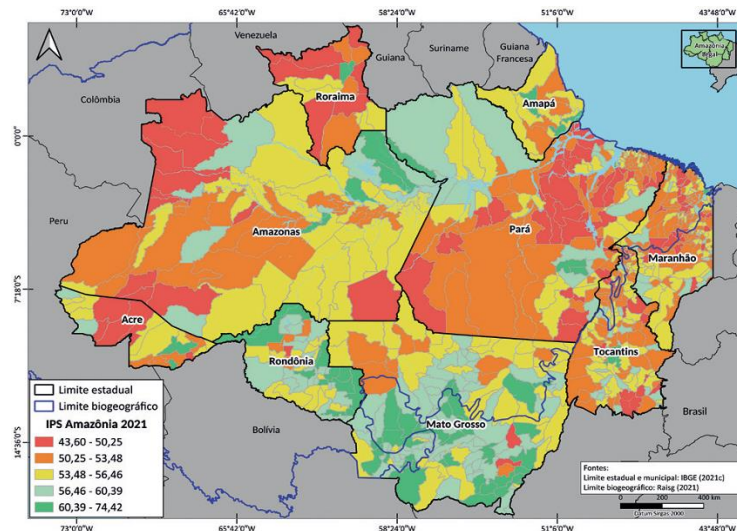 73°0'0"O
65°42'0"O
58°24'0"O
51°6'0"O
43°48'0"O
Venezuela
Guiana
Suriname
Guiana
Francesa
Colômbia
Roraima
Amapá
Amazônia
Legal
0°0'0"
Peru
Amazonas
Pará
Maranhão
7°18'0"S
Acre
Rondônia
Tocantins
Mato Grosso
Bolívia
Brasil
14°36'0"S
Limite estadual
Limite biogeográfico
IPS Amazônia 2021
43,60 - 50,25
50,25 - 53,48
53,48 - 56,46
56,46 - 60,39
60,39 - 74,42
Fontes:
Limite estadual e municipal: IBGE (2021c)
Limite biogeográfico: Raisg (2021)
0 200 400 km
Datum Sirgas 2000
73°0'0"O
65°42'0"O
58°24'0"O
51°6'0"O
43°48'0"O